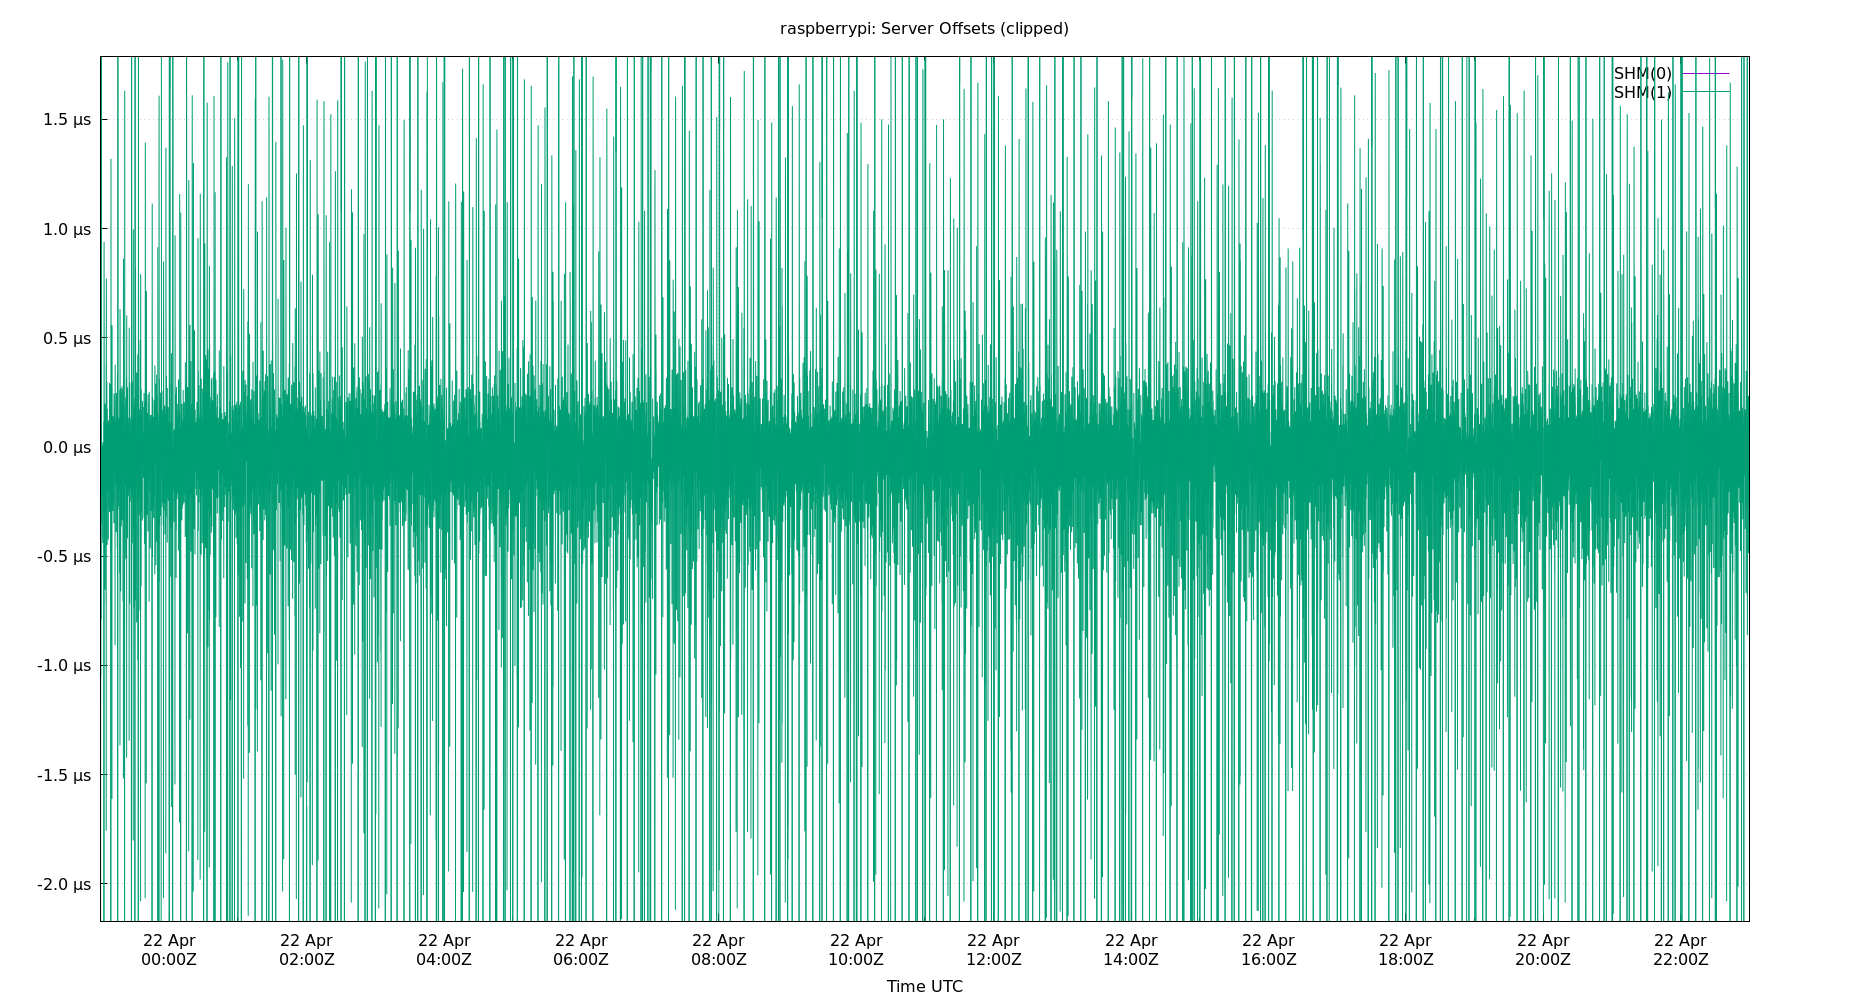 raspberrypi: Server Offsets (clipped)
SHM(0)
SHM(1)
1.5 µs
1.0 µs
0.5 µs
0.0 µs
-0.5 µs
-1.0 µs
-1.5 µs
-2.0 µs
22 Apr 22 Apr 22 Apr 22 Apr 22 Apr 22 Apr 22 Apr 22 Apr 22 Apr 22 Apr 22 Apr 22 Apr
00:00Z 02:00Z 04:00Z 06:00Z 08:00Z 10:00Z 12:00Z 14:00Z 16:00Z 18:00Z 20:00Z 22:00Z
Time UTC